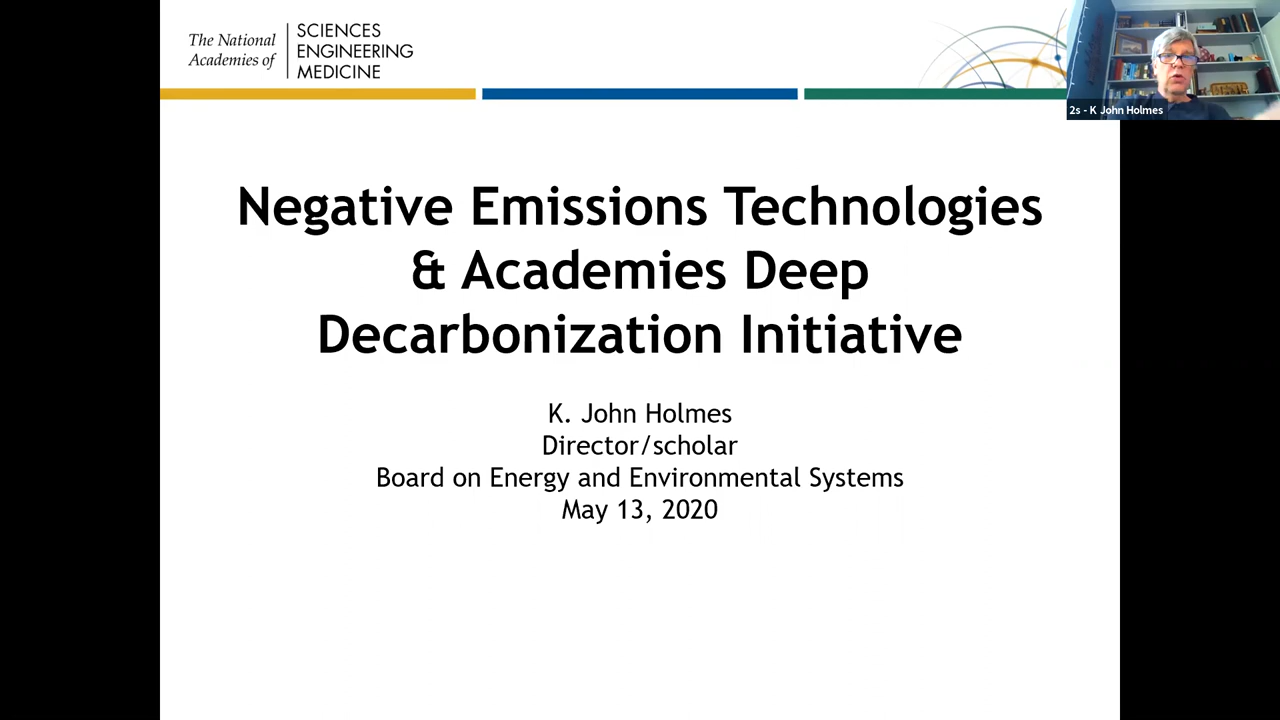 The National
Academies of
SCIENCES
ENGINEERING
MEDICINE
2s - K John Holmes
Negative Emissions Technologies
& Academies Deep
Decarbonization Initiative
K. John Holmes
Director/scholar
Board on Energy and Environmental Systems
May 13, 2020